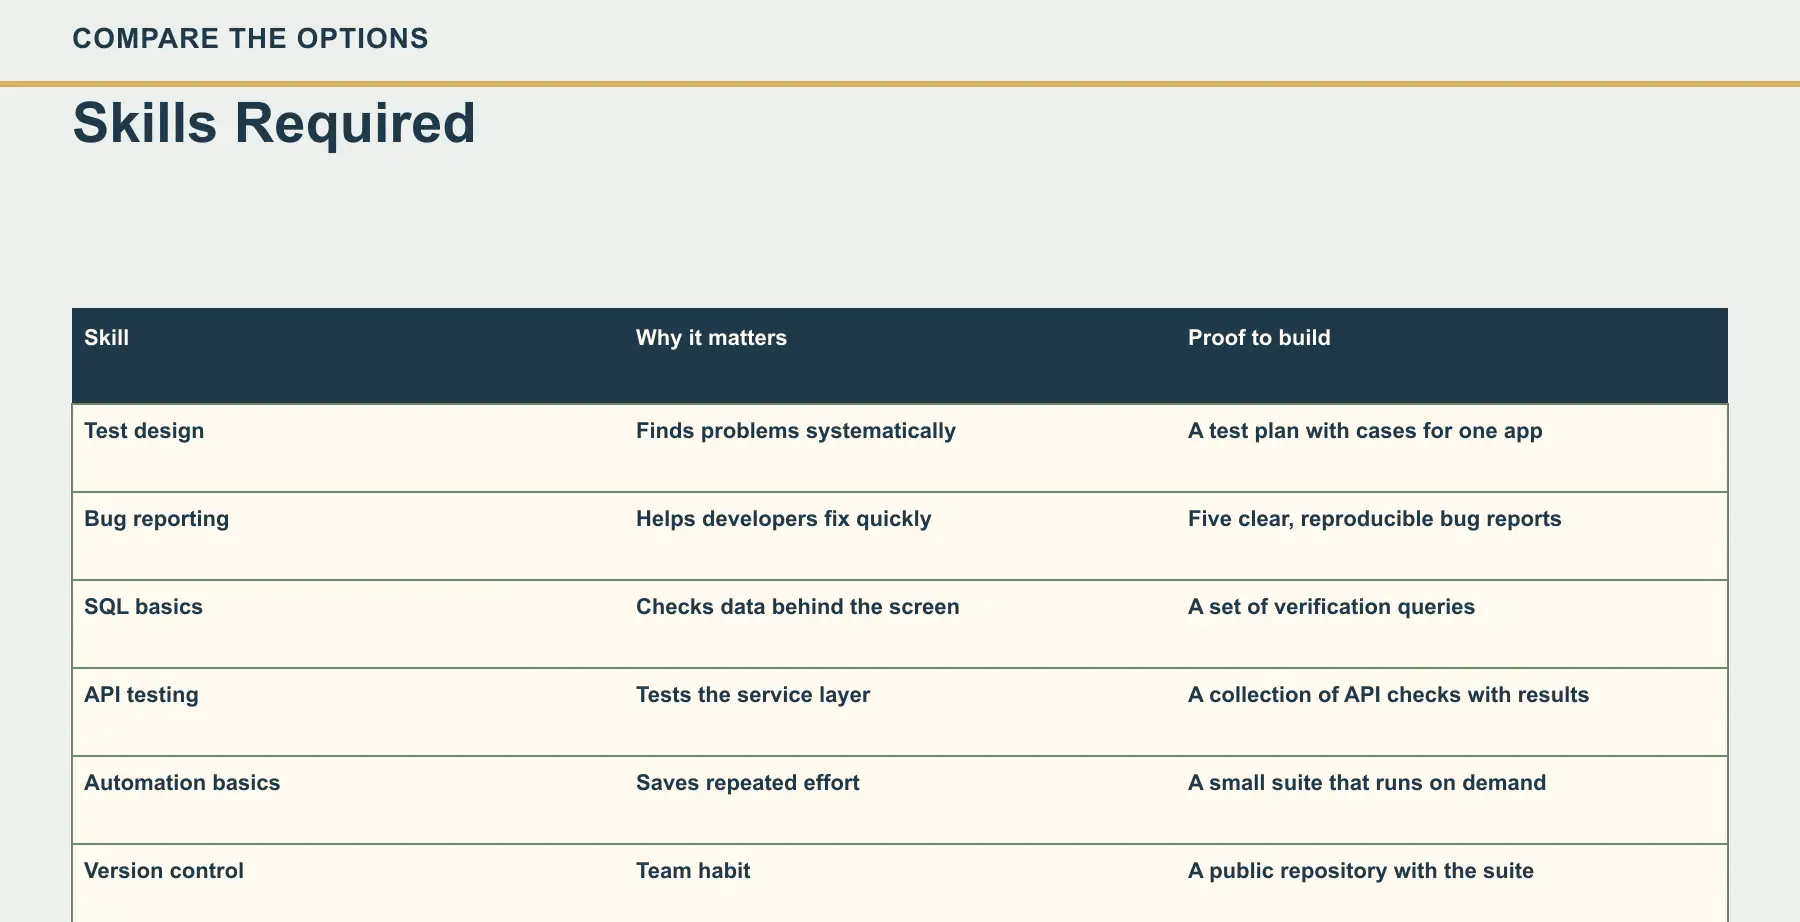 COMPARE THE OPTIONS
Skills Required
Skill Why it matters Proof to build
Test design Finds problems systematically A test plan with cases for one app
Bug reporting Helps developers fix quickly Five clear, reproducible bug reports
SQL basics Checks data behind the screen A set of verification queries
API testing Tests the service layer A collection of API checks with results
Automation basics Saves repeated effort A small suite that runs on demand
Version control Team habit A public repository with the suite